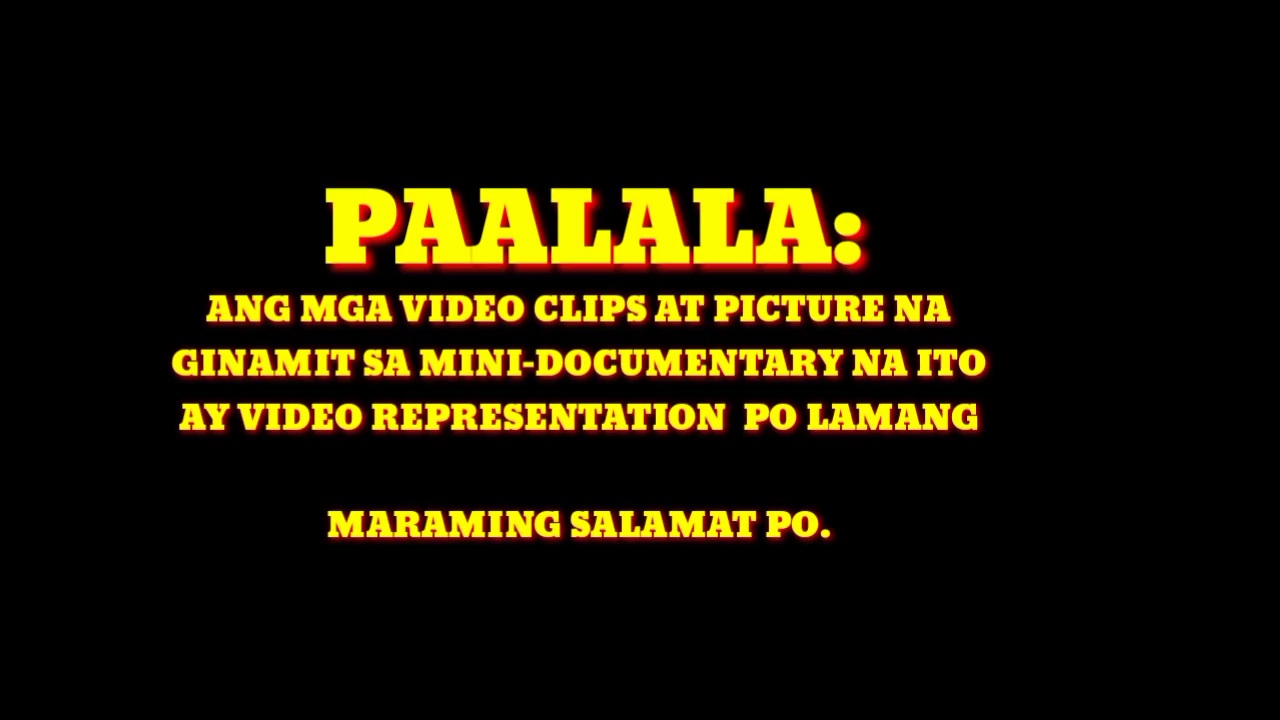 PAALALA:
ANG MGA VIDEO CLIPS AT PICTURE NA
GINAMIT SA MINI-DOCUMENTARY NA ITO
AY VIDEO REPRESENTATION PO LAMANG
MARAMING SALAMAT PO.